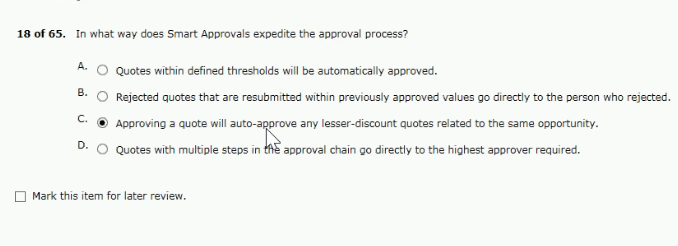 18 of 65. In what way does Smart Approvals expedite the approval process?
A. Quotes within defined thresholds will be automatically approved.
B. Rejected quotes that are resubmitted within previously approved values go directly to the person who rejected.
C. Approving a quote will auto-approve any lesser-discount quotes related to the same opportunity.
D. Quotes with multiple steps in the approval chain go directly to the highest approver required.
Mark this item for later review.